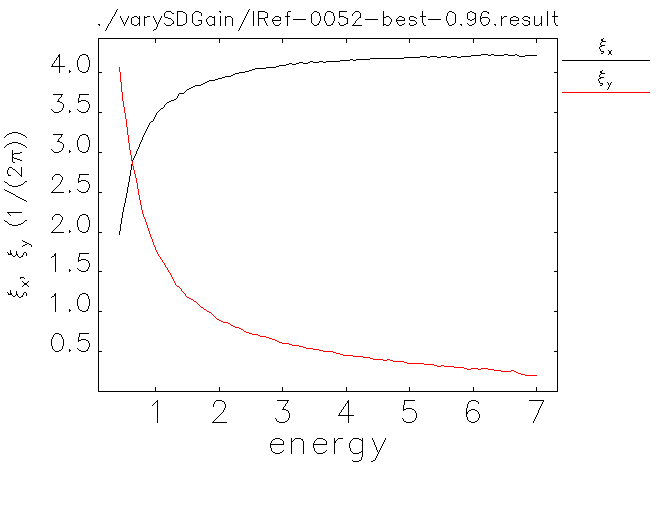 ./varySDGain/IRef-0052-best-0.96.result
ξx
ξy
4.0
3.5
3.0
2.5
2.0
1.5
1.0
0.5
ξx, ξy (1/(2π))
1 2 3 4 5 6 7
energy